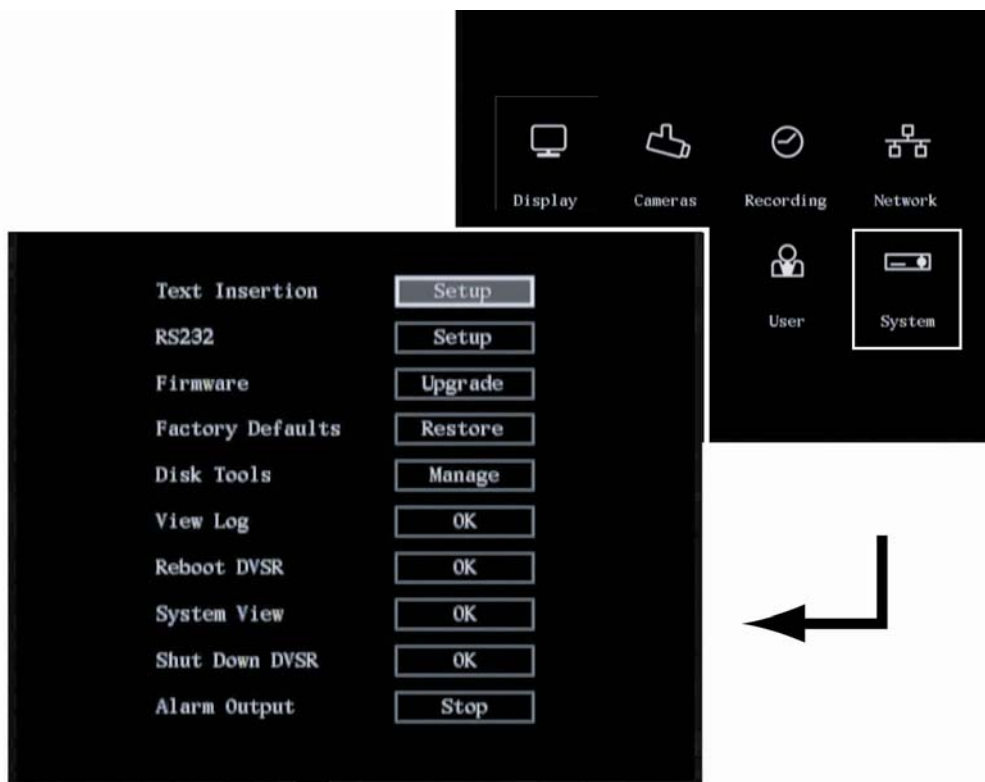 Display Cameras Recording Network
User System
Text Insertion Setup
RS232 Setup
Firmware Upgrade
Factory Defaults Restore
Disk Tools Manage
View Log OK
Reboot DVSR OK
System View OK
Shut Down DVSR OK
Alarm Output Stop